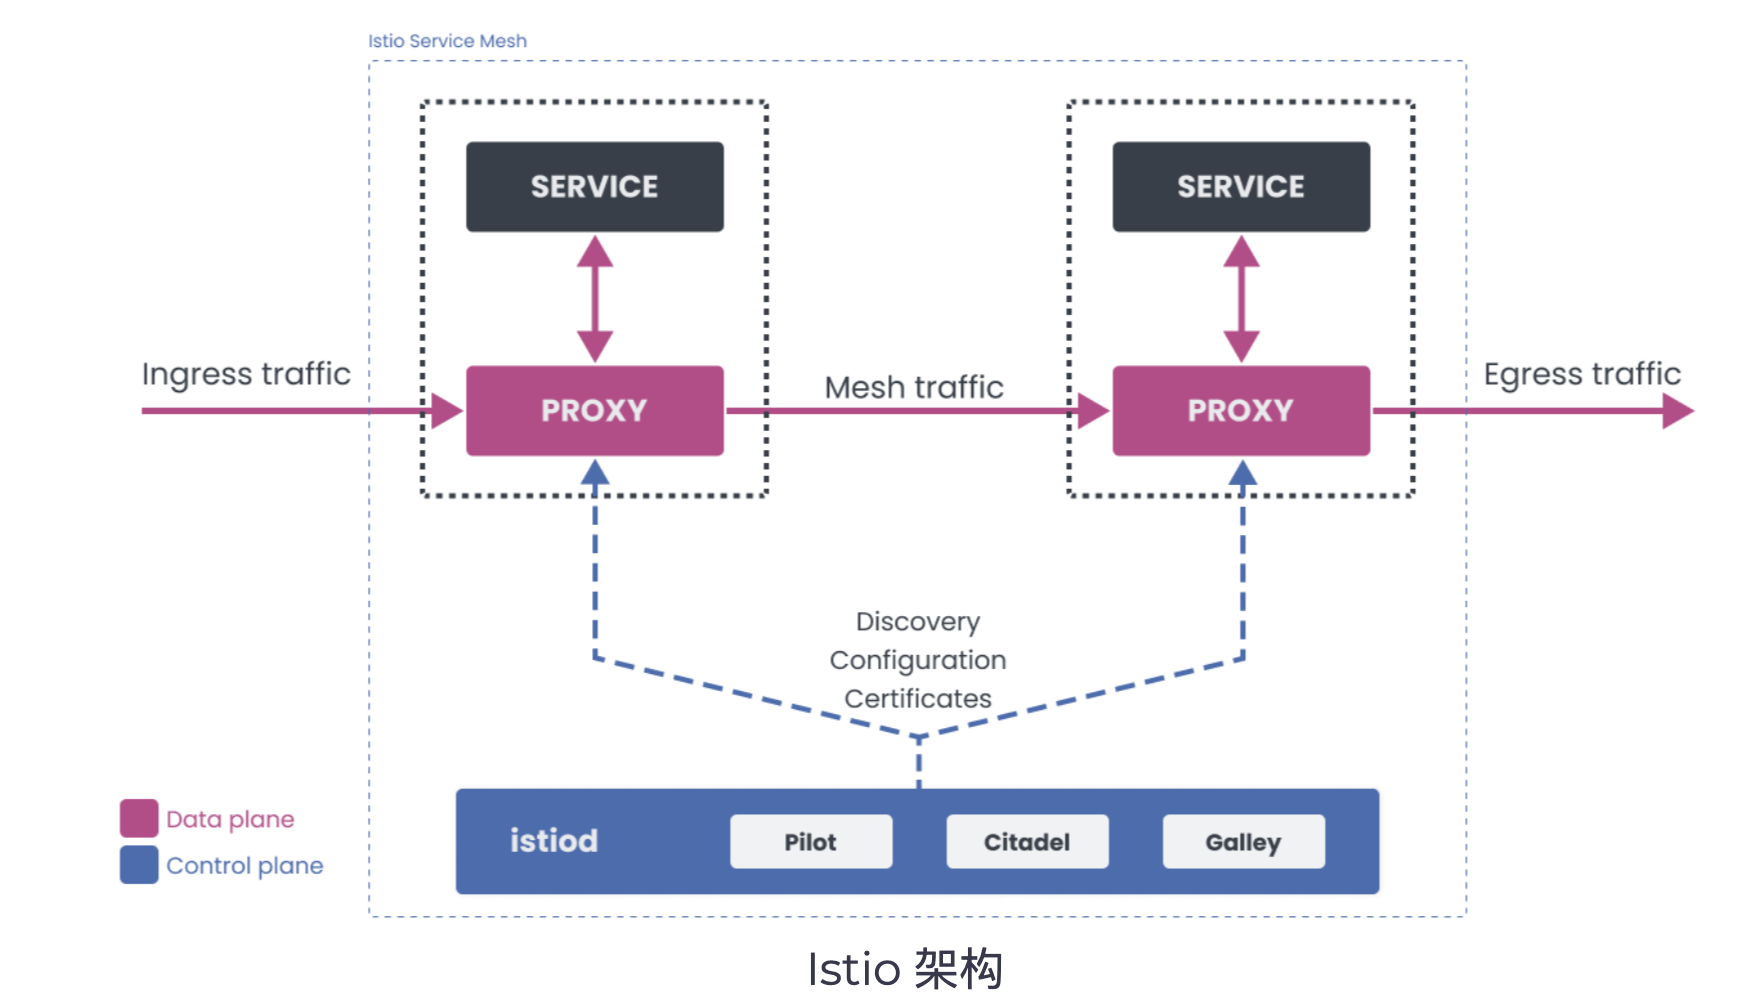 Istio Service Mesh
SERVICE
SERVICE
Ingress traffic
PROXY
Mesh traffic
PROXY
Egress traffic
Discovery
Configuration
Certificates
istiod
Pilot
Citadel
Galley
Data plane
Control plane
Istio 架构